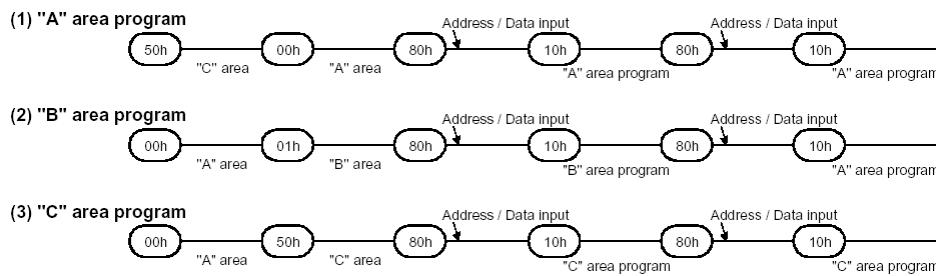 (1) "A" area program
Address / Data input Address / Data input
50h 00h 80h 10h 80h 10h
"C" area "A" area "A" area program "A" area program
(2) "B" area program
Address / Data input Address / Data input
00h 01h 80h 10h 80h 10h
"A" area "B" area "B" area program "A" area program
(3) "C" area program
Address / Data input Address / Data input
00h 50h 80h 10h 80h 10h
"A" area "C" area "C" area program "C" area program